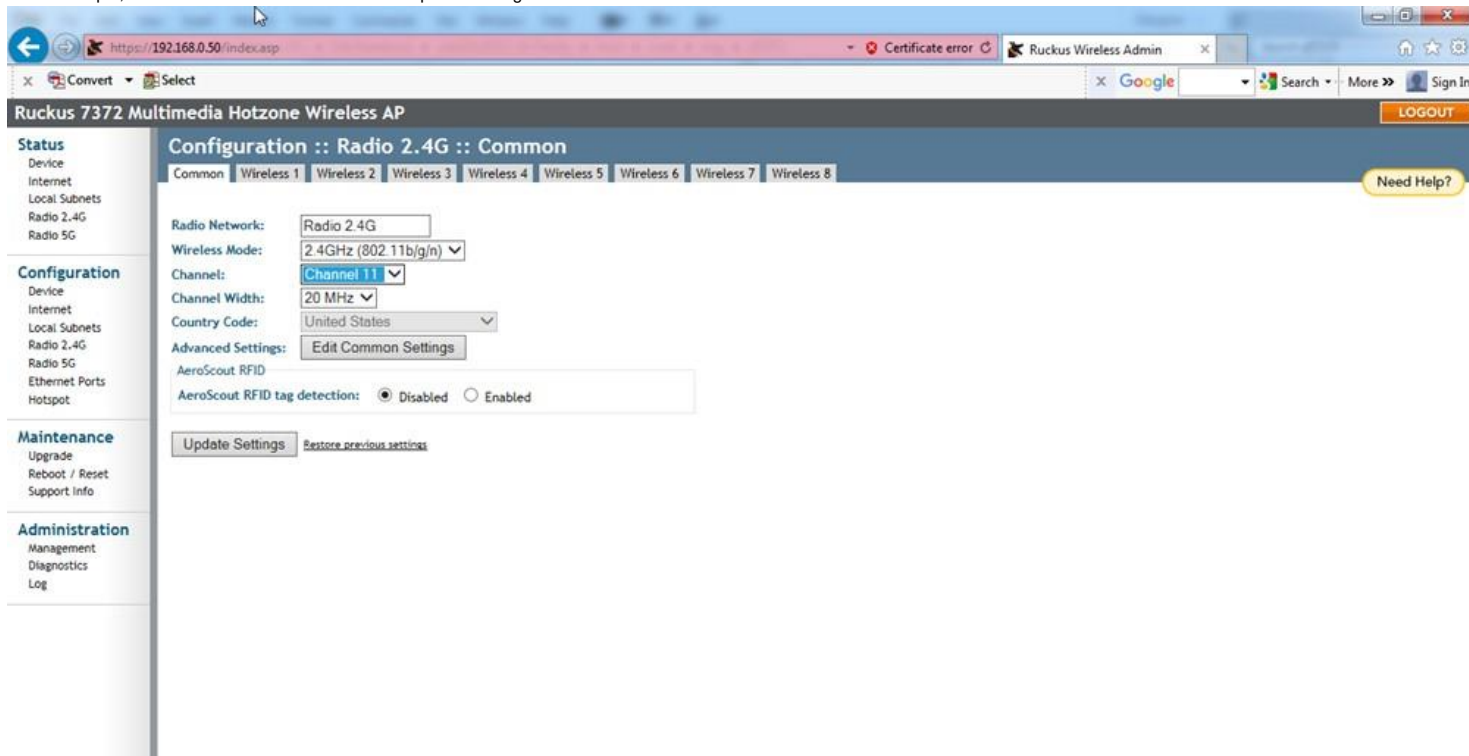 https://192.168.0.50/index.asp
Certificate error
Ruckus Wireless Admin
x Convert Select
x Google
Search More » Sign In
Ruckus 7372 Multimedia Hotzone Wireless AP
LOGOUT
Status
Device
Internet
Local Subnets
Radio 2.4G
Radio 5G
Configuration
Device
Internet
Local Subnets
Radio 2.4G
Radio 5G
Ethernet Ports
Hotspot
Maintenance
Upgrade
Reboot / Reset
Support Info
Administration
Management
Diagnostics
Log
Configuration :: Radio 2.4G :: Common
Common Wireless 1 Wireless 2 Wireless 3 Wireless 4 Wireless 5 Wireless 6 Wireless 7 Wireless 8
Need Help?
Radio Network: Radio 2.4G
Wireless Mode: 2.4GHz (802.11b/g/n)
Channel: Channel 11
Channel Width: 20 MHz
Country Code: United States
Advanced Settings: Edit Common Settings
AeroScout RFID
AeroScout RFID tag detection: Disabled Enabled
Update Settings Restore previous settings